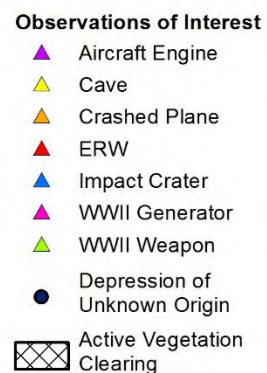 Observations of Interest
Aircraft Engine
Cave
Crashed Plane
ERW
Impact Crater
WWII Generator
WWII Weapon
Depression of
Unknown Origin
Active Vegetation
Clearing